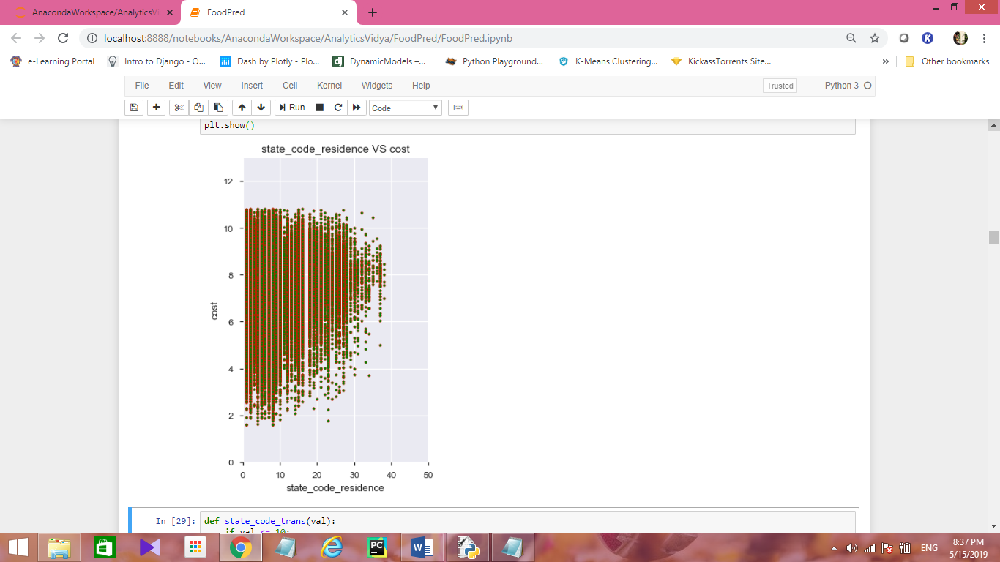 AnacondaWorkspace/AnalyticsVi
FoodPred
localhost:8888/notebooks/AnacondaWorkspace/AnalyticsVidya/FoodPred/FoodPred.ipynb
K
e-Learning Portal
Intro to Django - O...
Dash by Plotly - Plo...
dj
DynamicModels –...
Python Playground...
K-Means Clustering...
KickassTorrents Site...
»
Other bookmarks
File Edit View Insert Cell Kernel Widgets Help
Trusted
Python 3
Run
Code
plt.show()
state_code_residence VS cost
12
10
8
6
4
2
0
cost
0 10 20 30 40 50
state_code_residence
In [29]: def state_code_trans(val):
if val <= 10:
PC
W
ENG
8:37 PM
5/15/2019